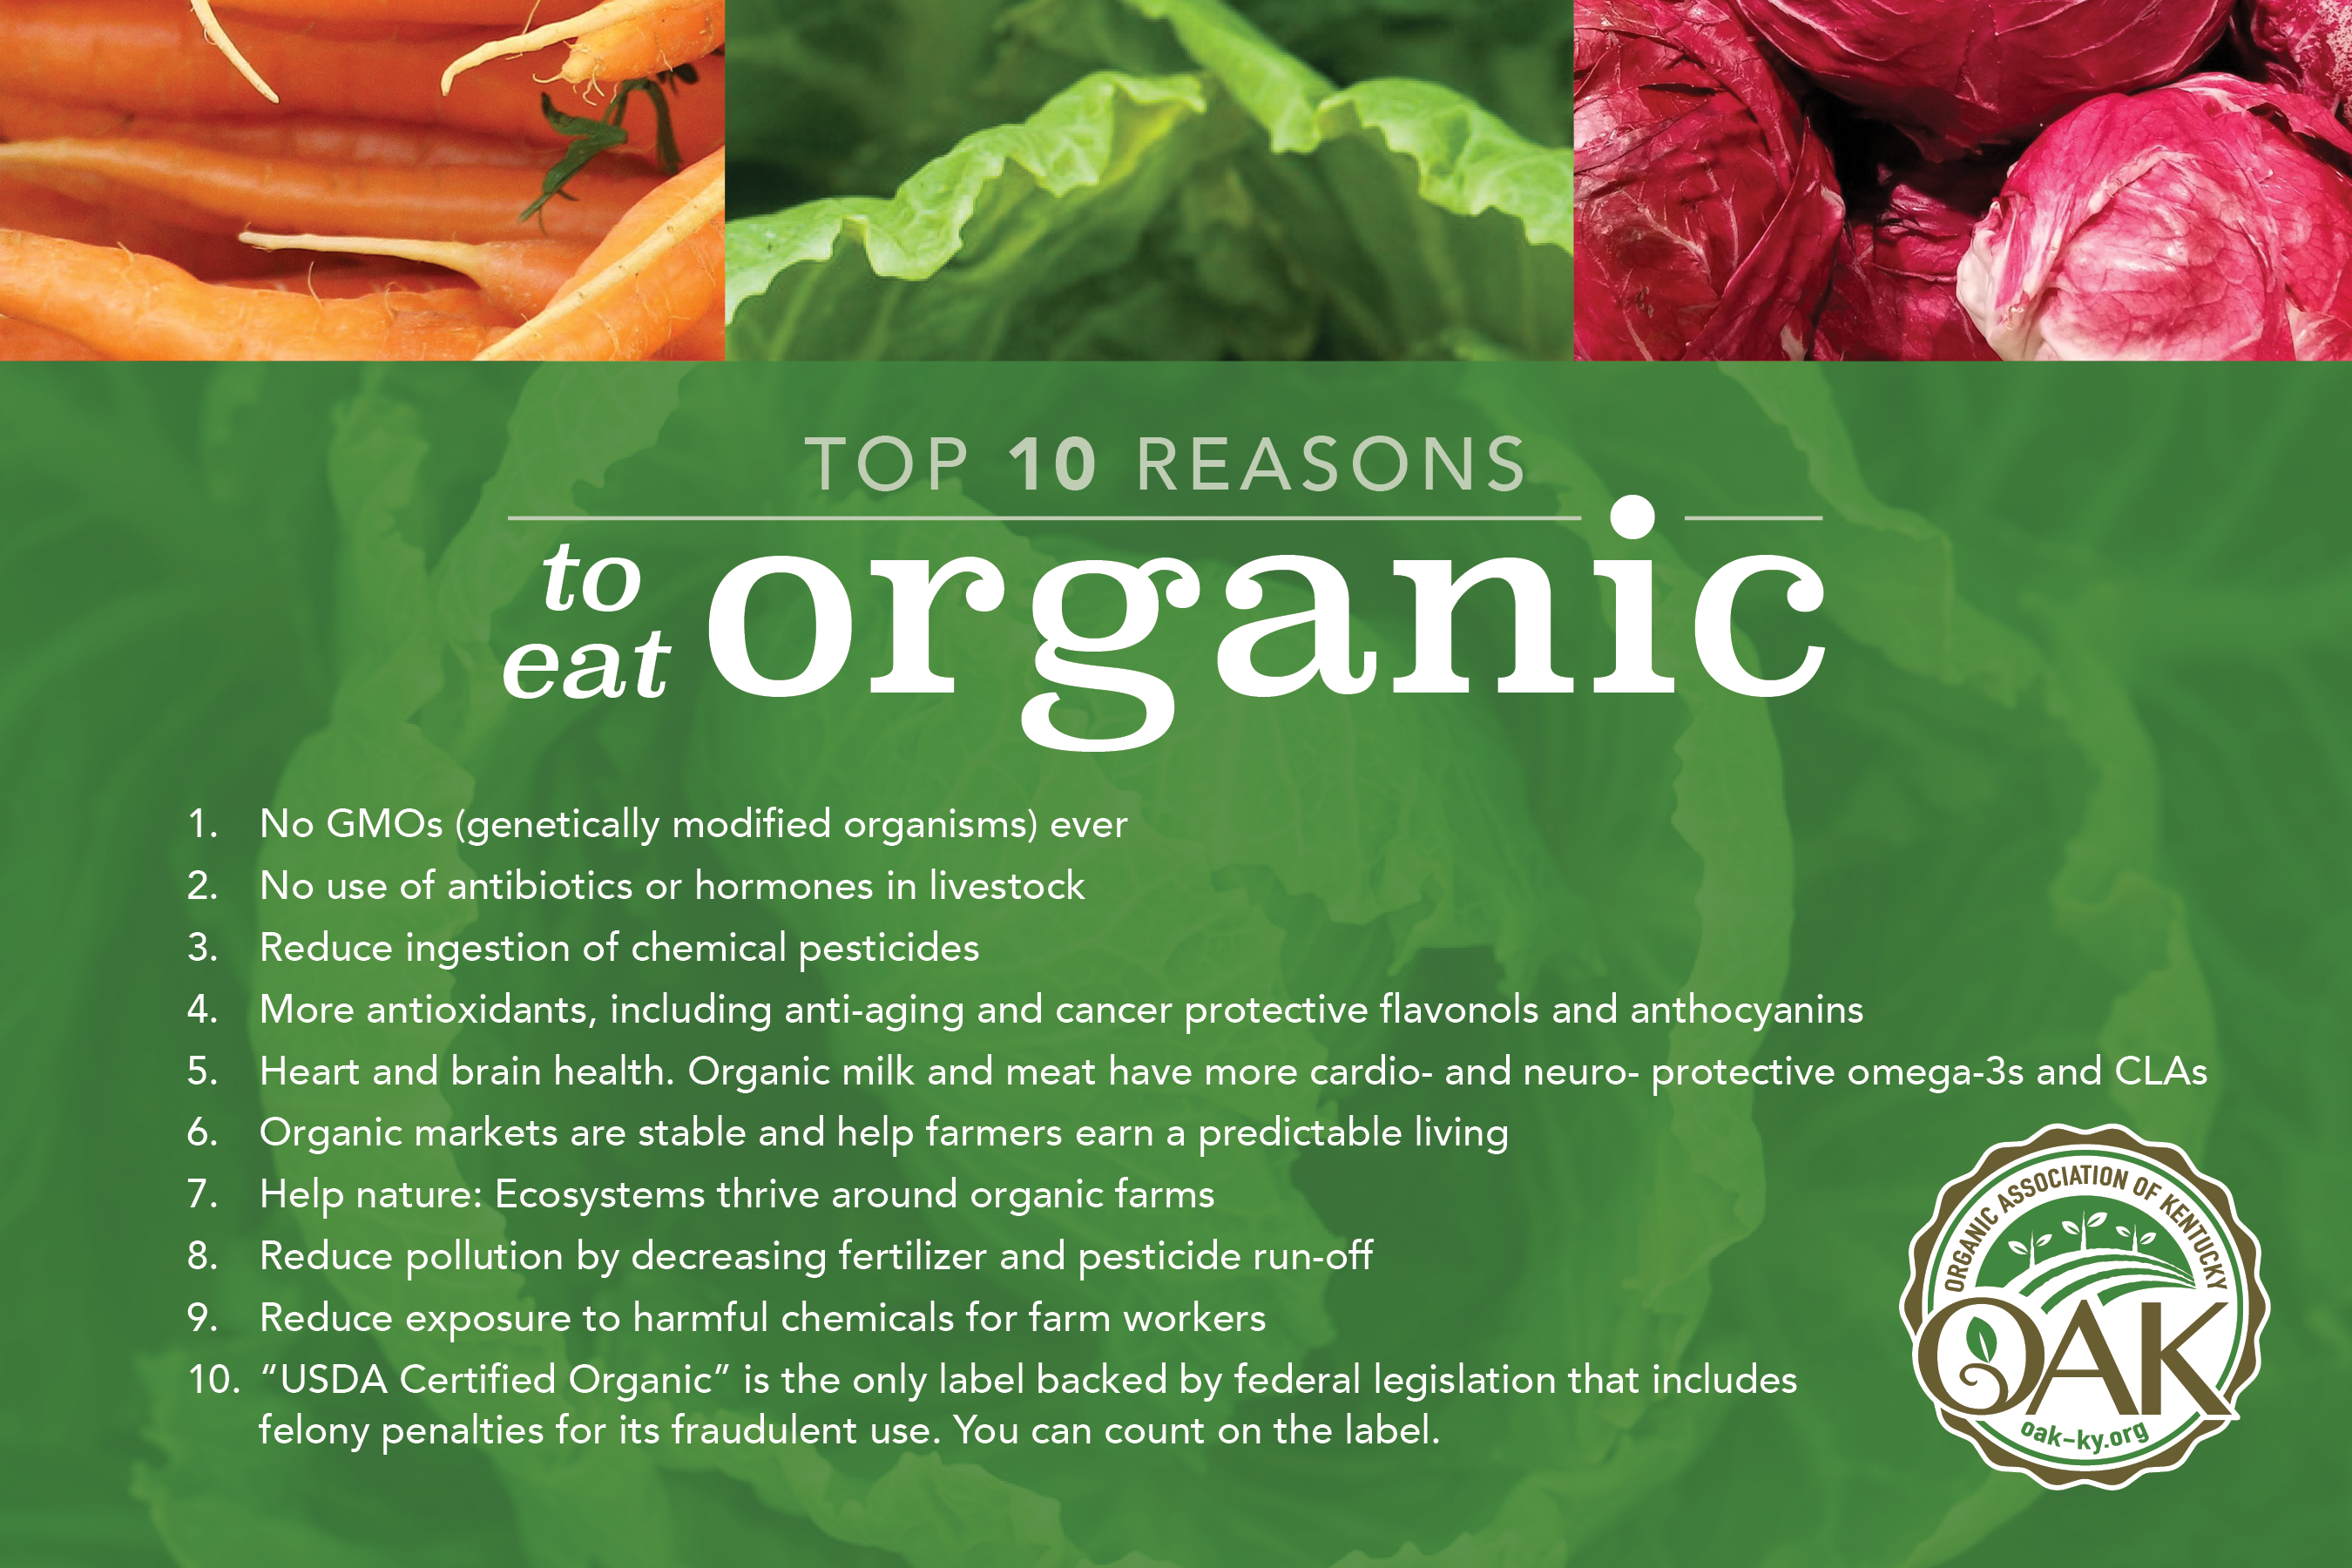 TOP 10 REASONS
to
eat organic
1. No GMOs (genetically modified organisms) ever
2. No use of antibiotics or hormones in livestock
3. Reduce ingestion of chemical pesticides
4. More antioxidants, including anti-aging and cancer protective flavonols and anthocyanins
5. Heart and brain health. Organic milk and meat have more cardio- and neuro- protective omega-3s and CLAs
6. Organic markets are stable and help farmers earn a predictable living
7. Help nature: Ecosystems thrive around organic farms
8. Reduce pollution by decreasing fertilizer and pesticide run-off
9. Reduce exposure to harmful chemicals for farm workers
10. “USDA Certified Organic” is the only label backed by federal legislation that includes
felony penalties for its fraudulent use. You can count on the label.
ORGANIC ASSOCIATION OF KENTUCKY
OAK
oak-ky.org